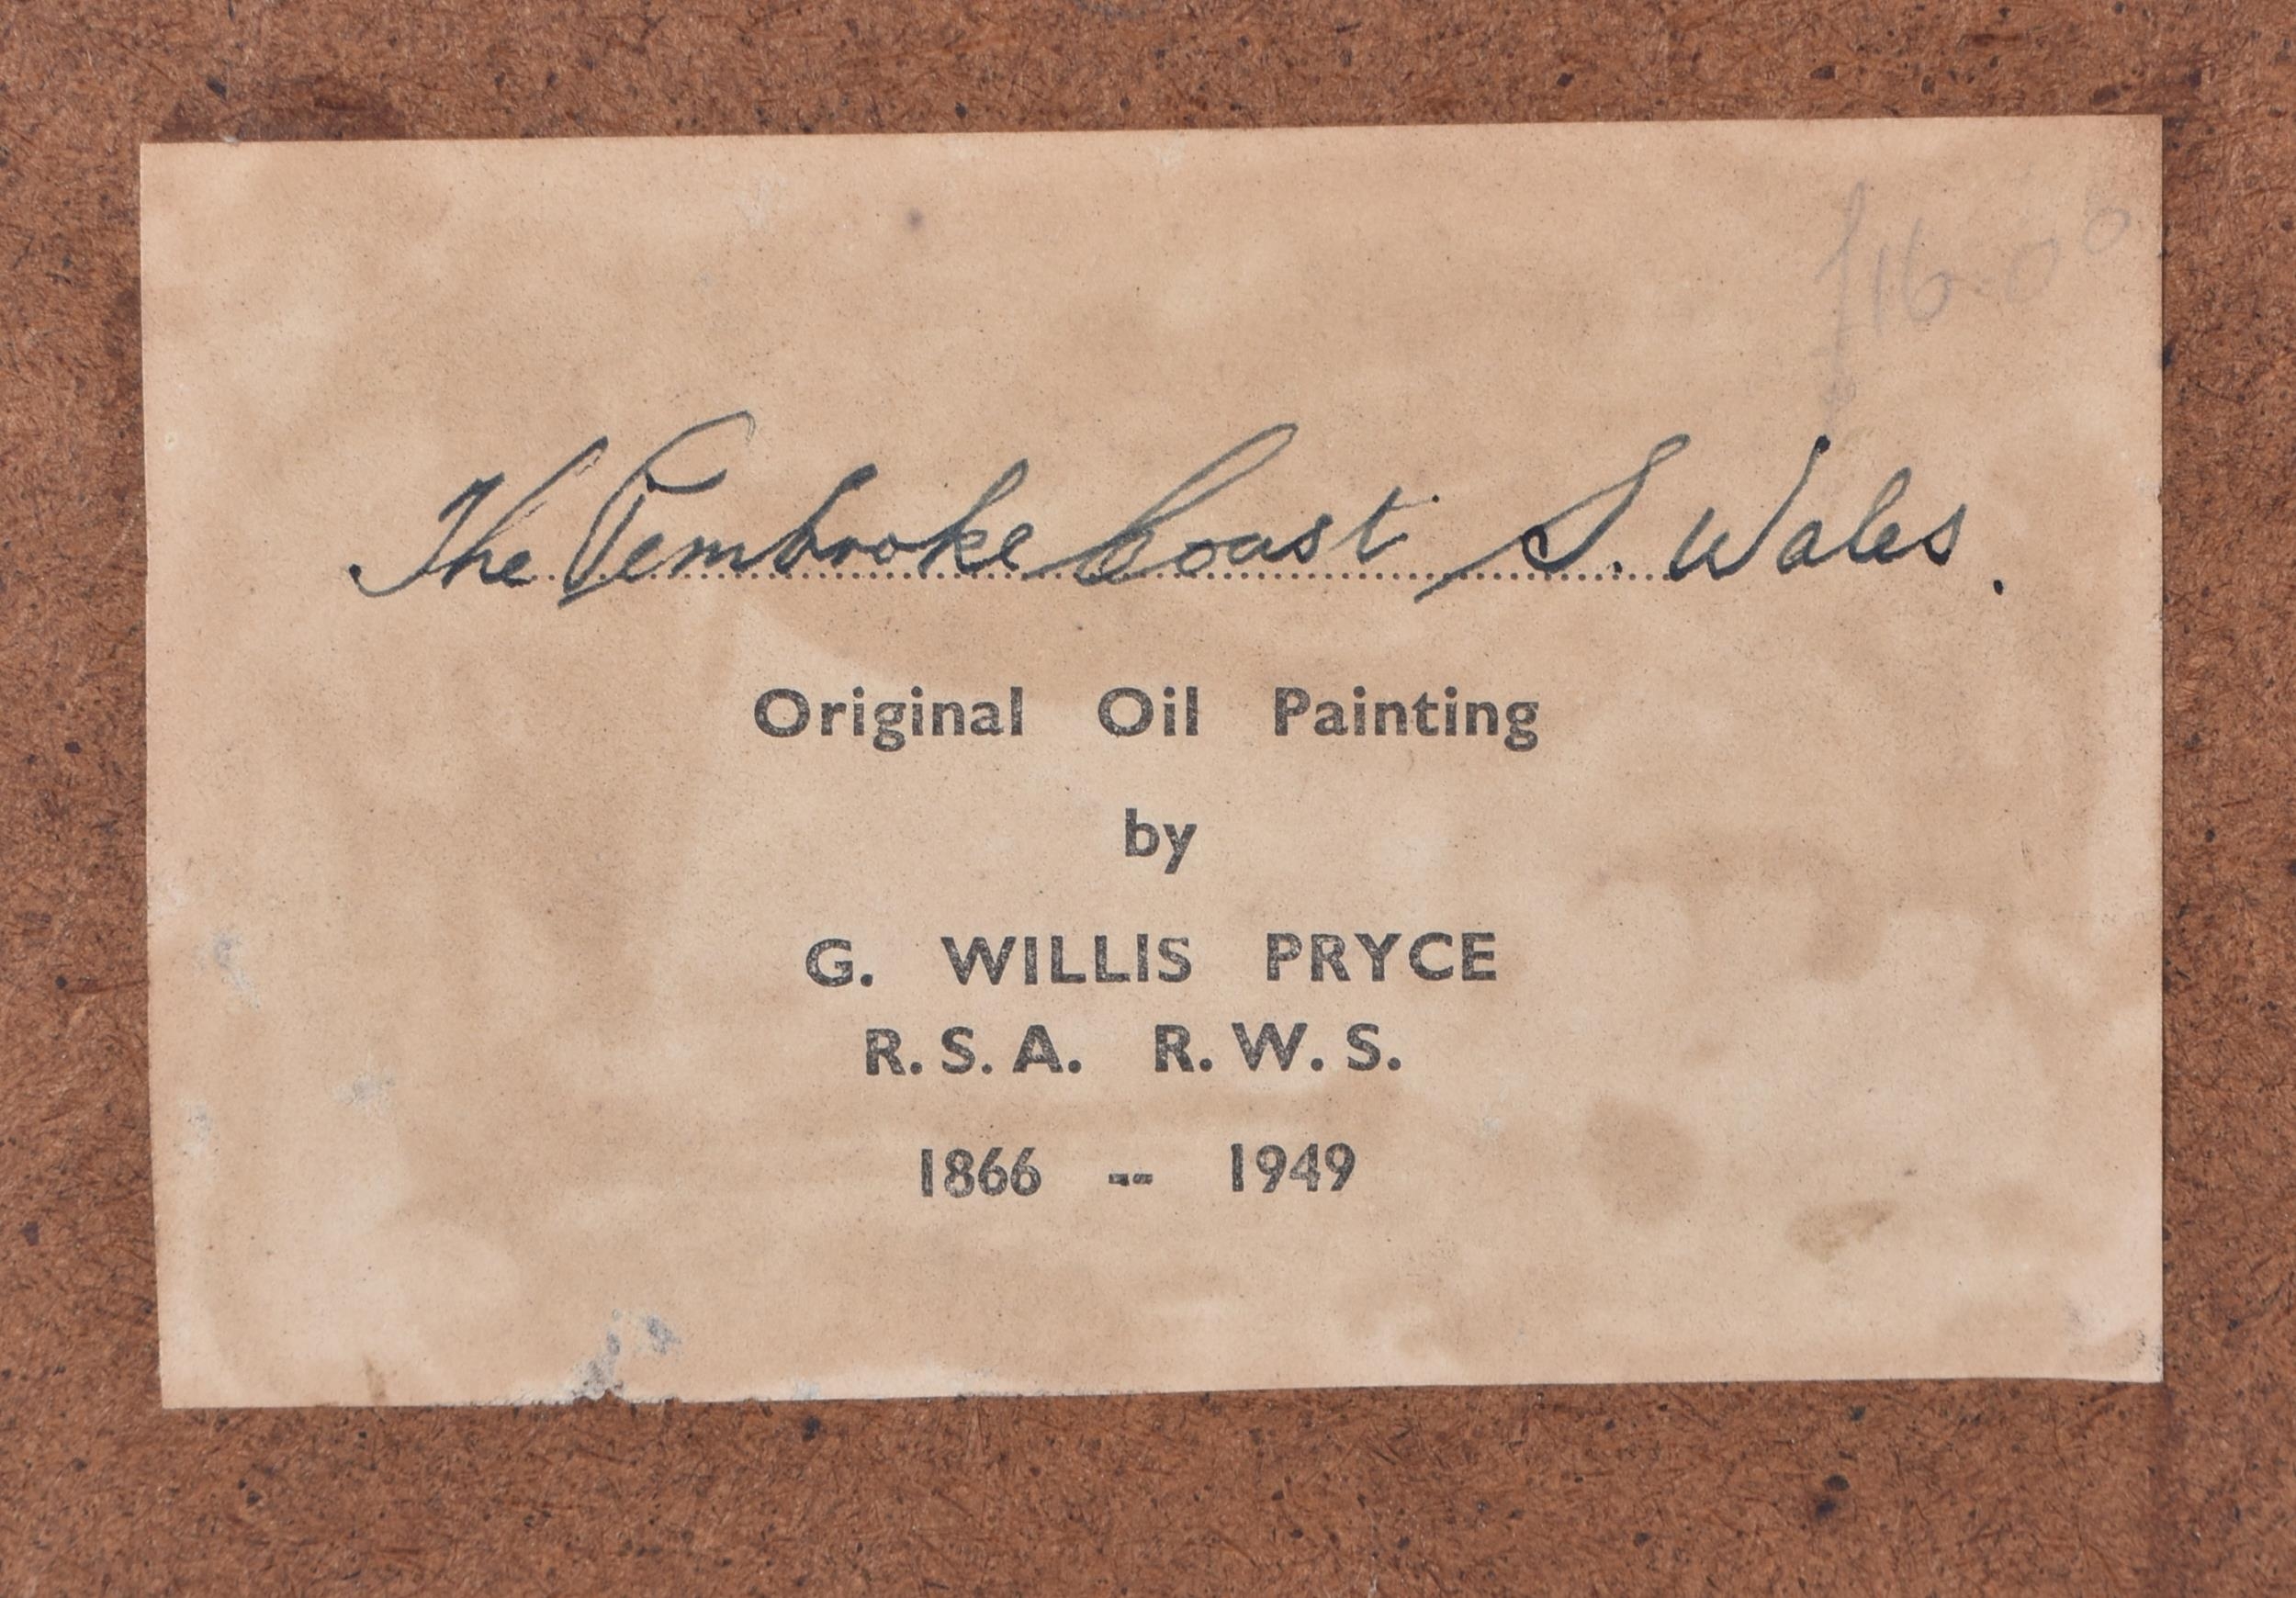 £16.00
The Pembroke Coast S. Wales.
Original Oil Painting
by
G. WILLIS PRYCE
R.S.A. R.W.S.
1866 -- 1949